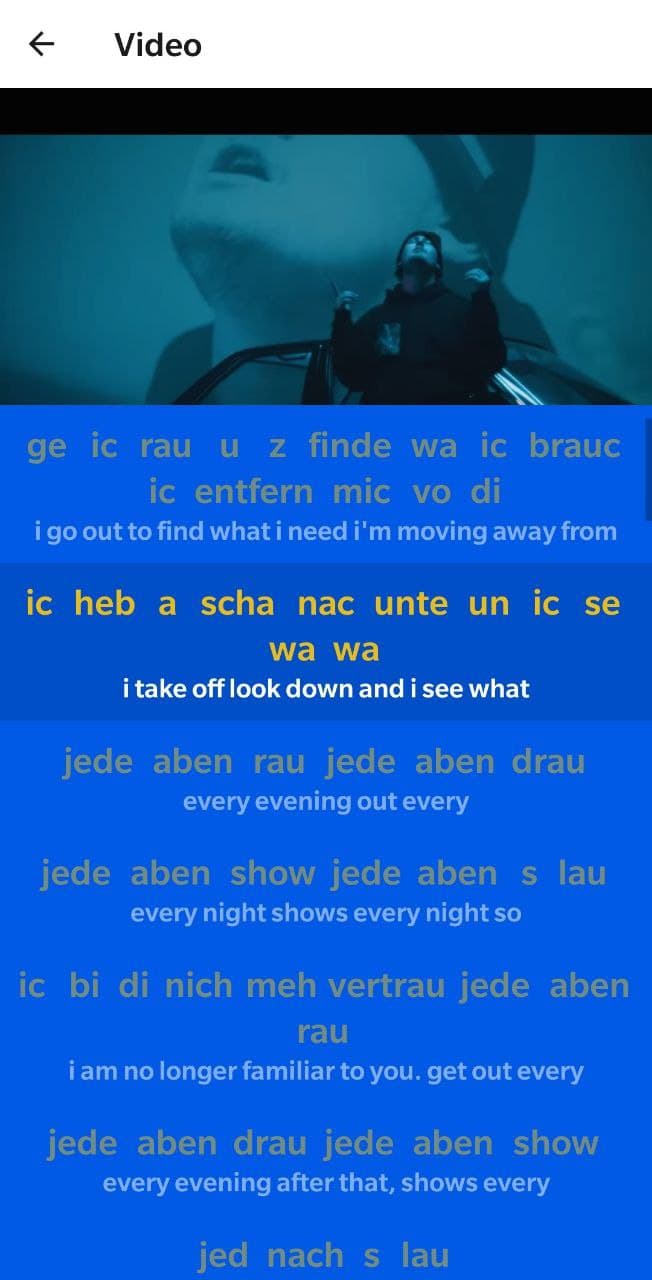 Video
ge ic rau u z finde wa ic brauc
ic entfern mic vo di
i go out to find what i need i'm moving away from
ic heb a scha nac unte un ic se
wa wa
i take off look down and i see what
jede aben rau jede aben drau
every evening out every
jede aben show jede aben s lau
every night shows every night so
ic bi di nich meh vertrau jede aben
rau
i am no longer familiar to you. get out every
jede aben drau jede aben show
every evening after that, shows every
jed nach s lau